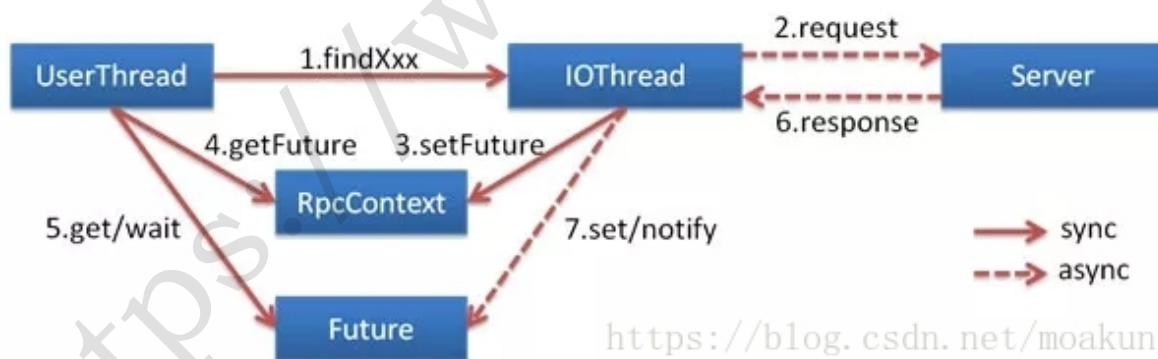 2.request
UserThread
1.findXxx
IOThread
Server
6.response
4.getFuture
3.setFuture
RpcContext
5.get/wait
7.set/notify
sync
async
Future
https://blog.csdn.net/moakun